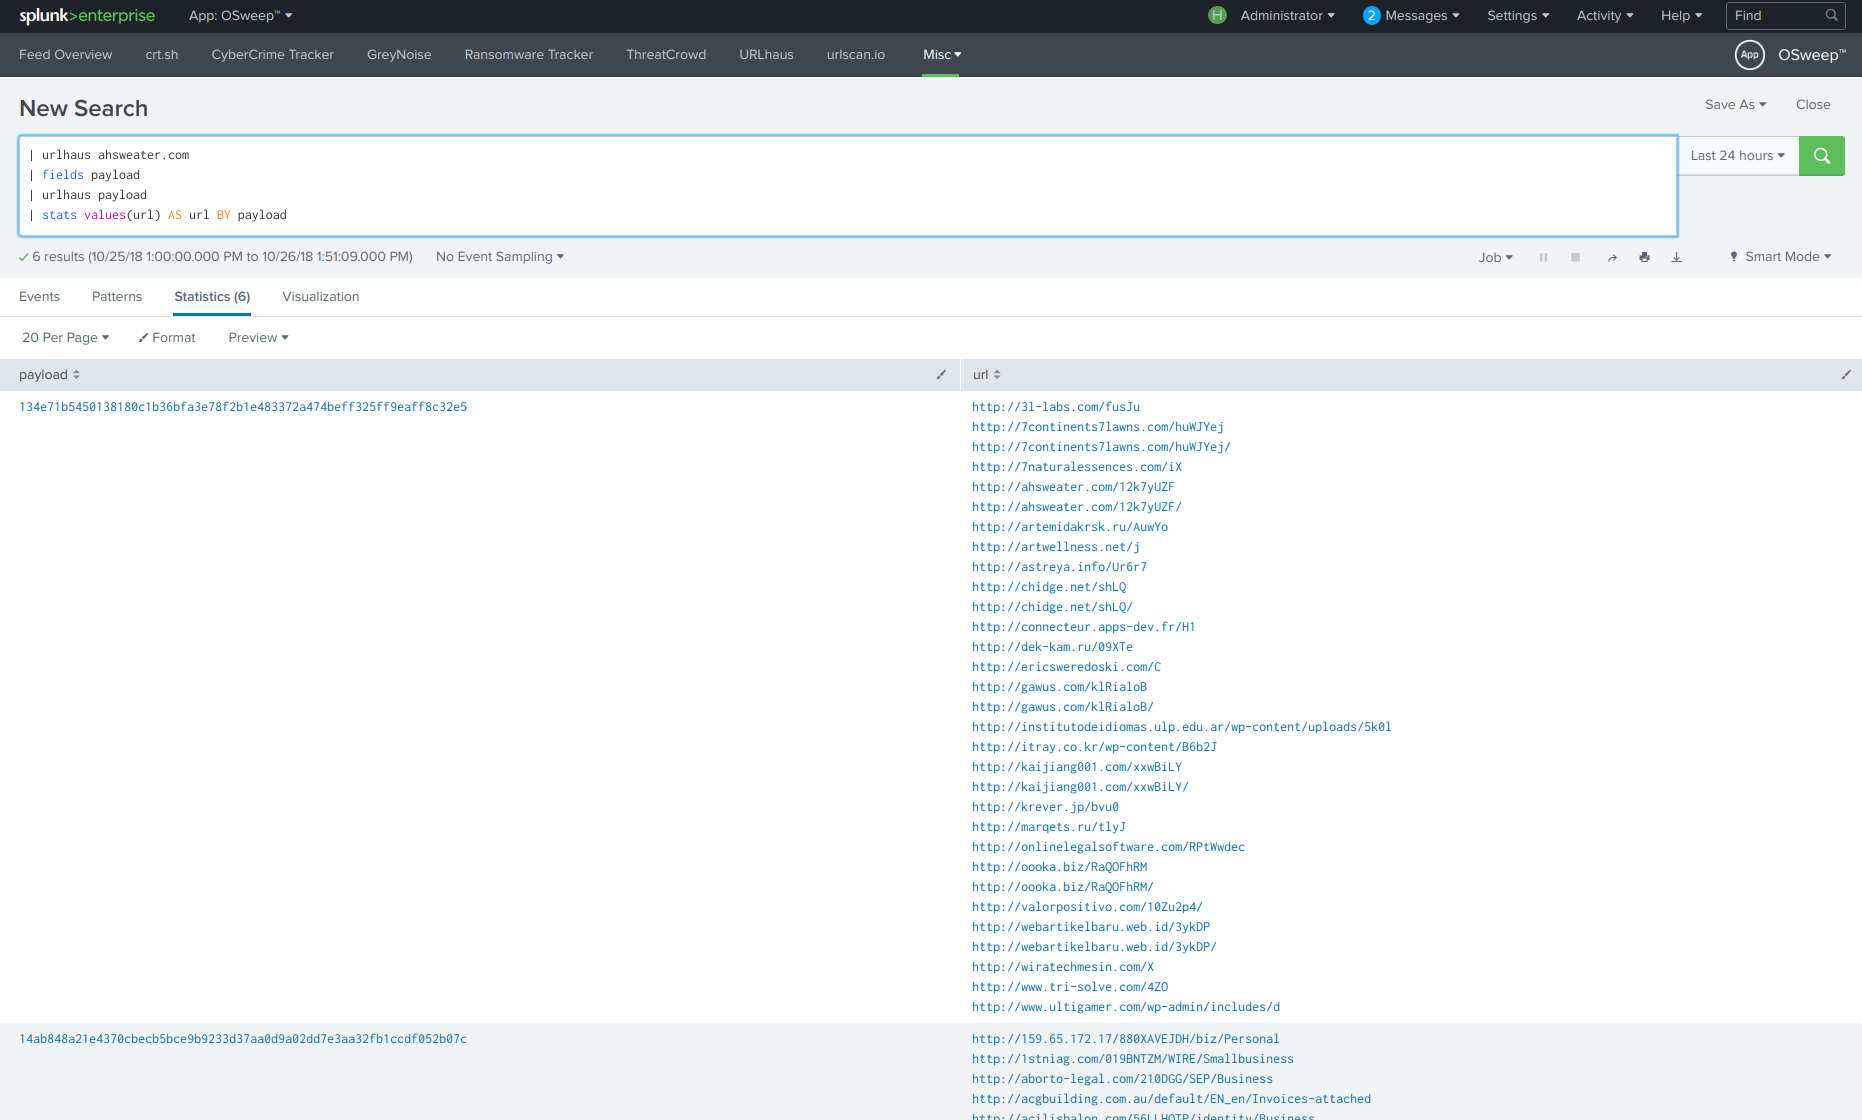 splunk>enterprise App: OSweep™ H Administrator 2 Messages Settings Activity Help Find
Feed Overview crt.sh CyberCrime Tracker GreyNoise Ransomware Tracker ThreatCrowd URLhaus urlscan.io Misc App OSweep™
New Search Save As Close
| urlhaus ahsweater.com
| fields payload
| urlhaus payload
| stats values(url) AS url BY payload
Last 24 hours
6 results (10/25/18 1:00:00.000 PM to 10/26/18 1:51:09.000 PM) No Event Sampling Job Smart Mode
Events Patterns Statistics (6) Visualization
20 Per Page Format Preview
payload url
134e71b5450138180c1b36bfa3e78f2b1e483372a474beff325ff9eaff8c32e5 http://3l-labs.com/fusJu
http://7continents7lawns.com/huWJYej
http://7continents7lawns.com/huWJYej/
http://7naturalessences.com/iX
http://ahsweater.com/12k7yUZF
http://ahsweater.com/12k7yUZF/
http://artemidakrsk.ru/AuwYo
http://artwellness.net/j
http://astreya.info/Ur6r7
http://chidge.net/shLQ
http://chidge.net/shLQ/
http://connecteur.apps-dev.fr/H1
http://dek-kam.ru/09XTe
http://ericsweredoski.com/C
http://gawus.com/klRialoB
http://gawus.com/klRialoB/
http://institutodeidiomas.ulp.edu.ar/wp-content/uploads/5k0l
http://itray.co.kr/wp-content/B6b2J
http://kaijiang001.com/xxwBiLY
http://kaijiang001.com/xxwBiLY/
http://krever.jp/bvu0
http://marqets.ru/tlyJ
http://onlinelegalsoftware.com/RPtWwdec
http://oooka.biz/RaQOFhRM
http://oooka.biz/RaQOFhRM/
http://valorpositivo.com/10Zu2p4/
http://webartikelbaru.web.id/3ykDP
http://webartikelbaru.web.id/3ykDP/
http://wiratechmesin.com/X
http://www.tri-solve.com/4ZO
http://www.ultigamer.com/wp-admin/includes/d
14ab848a21e4370cbecb5bce9b9233d37aa0d9a02dd7e3aa32fb1ccdf052b07c http://159.65.172.17/880XAVEJDH/biz/Personal
http://1stniag.com/019BNTZM/WIRE/Smallbusiness
http://aborto-legal.com/210DGG/SEP/Business
http://acgbuilding.com.au/default/EN_en/Invoices-attached